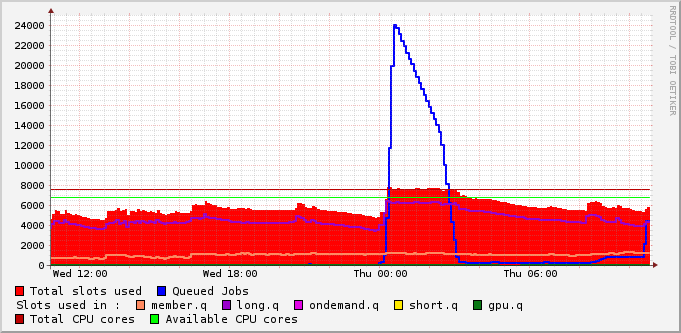 24000
22000
20000
18000
16000
14000
12000
10000
8000
6000
4000
2000
0
Wed 12:00 Wed 18:00 Thu 00:00 Thu 06:00
Total slots used Queued Jobs
Slots used in : member.q long.q ondemand.q short.q gpu.q
Total CPU cores Available CPU cores
RRDTOOL / TOBI OETIKER